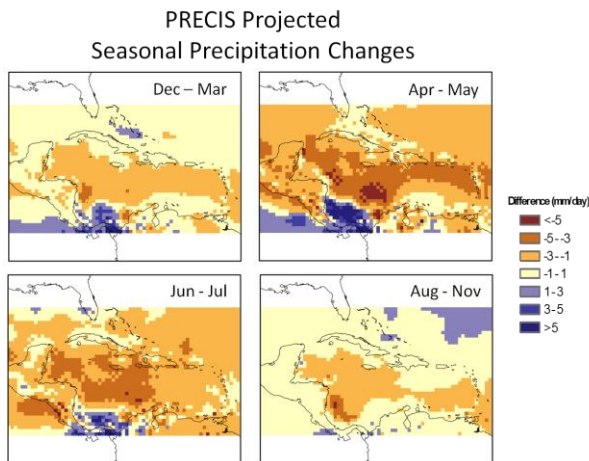 PRECIS Projected
Seasonal Precipitation Changes
Dec – Mar
Apr - May
Jun - Jul
Aug - Nov
Difference (mm/day)
<-5
-5--3
-3--1
-1-1
1-3
3-5
>5